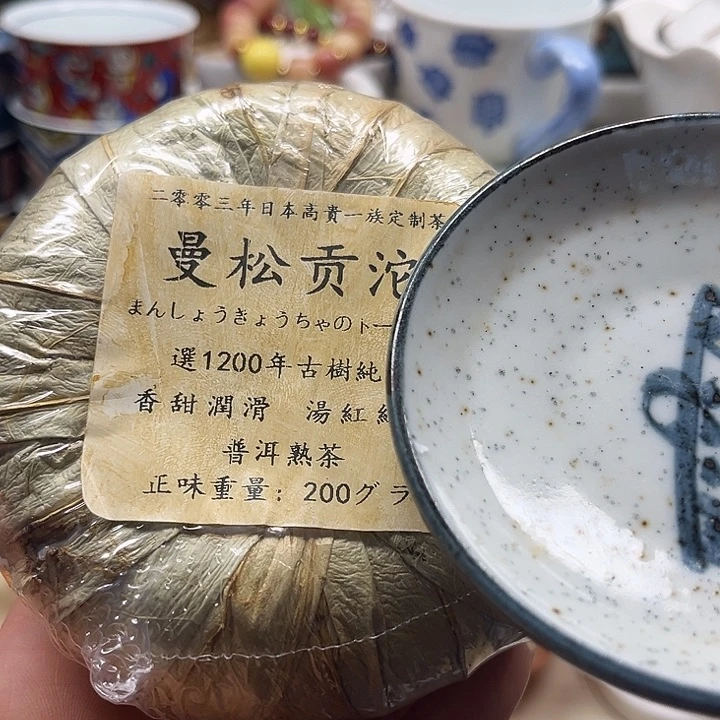 二零零三年日本高貴一族定制茶
曼松贡沱
まんしょうきょうちゃのトー
選1200年古樹純
香甜潤滑　湯紅
普洱熟茶
正味重量: 200グラ